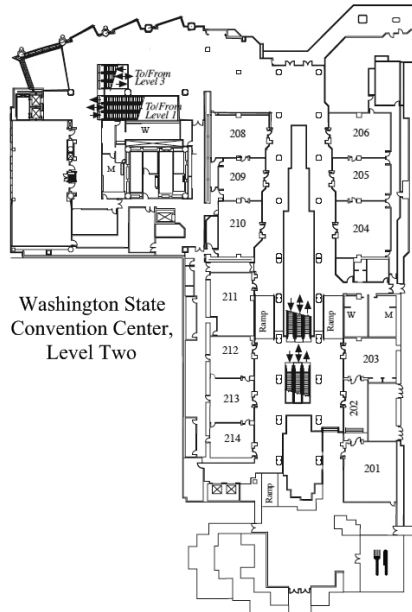 To/From
Level 3
To/From
Level 1
W
M
208
206
209
205
210
204
211
Ramp
Ramp
W
M
Washington State
Convention Center,
Level Two
212
203
213
202
214
201
Ramp